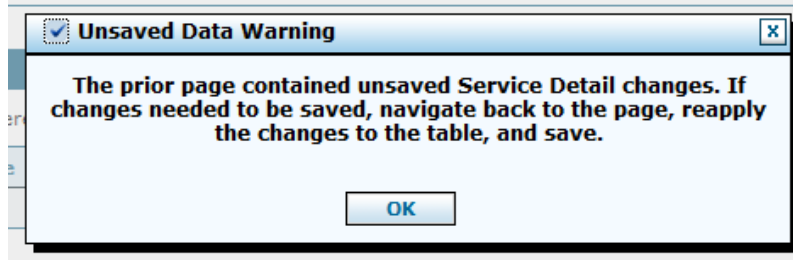 Unsaved Data Warning
The prior page contained unsaved Service Detail changes. If
changes needed to be saved, navigate back to the page, reapply
the changes to the table, and save.
OK